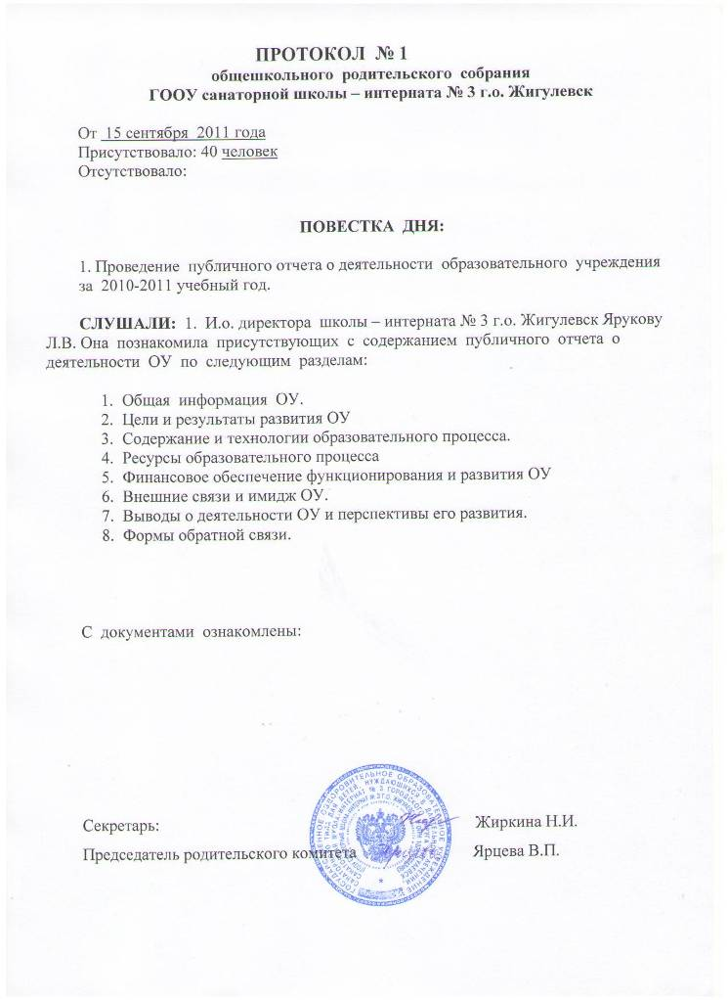 ПРОТОКОЛ № 1
общешкольного родительского собрания
ГООУ санаторной школы – интерната № 3 г.о. Жигулевск
От 15 сентября 2011 года
Присутствовало: 40 человек
Отсутствовало:
ПОВЕСТКА ДНЯ:
1. Проведение публичного отчета о деятельности образовательного учреждения
за 2010-2011 учебный год.
СЛУШАЛИ: 1. И.о. директора школы – интерната № 3 г.о. Жигулевск Ярукову
Л.В. Она познакомила присутствующих с содержанием публичного отчета о
деятельности ОУ по следующим разделам:
1. Общая информация ОУ.
2. Цели и результаты развития ОУ
3. Содержание и технологии образовательного процесса.
4. Ресурсы образовательного процесса
5. Финансовое обеспечение функционирования и развития ОУ
6. Внешние связи и имидж ОУ.
7. Выводы о деятельности ОУ и перспективы его развития.
8. Формы обратной связи.
С документами ознакомлены:
Секретарь: Жиркина Н.И.
Председатель родительского комитета Ярцева В.П.